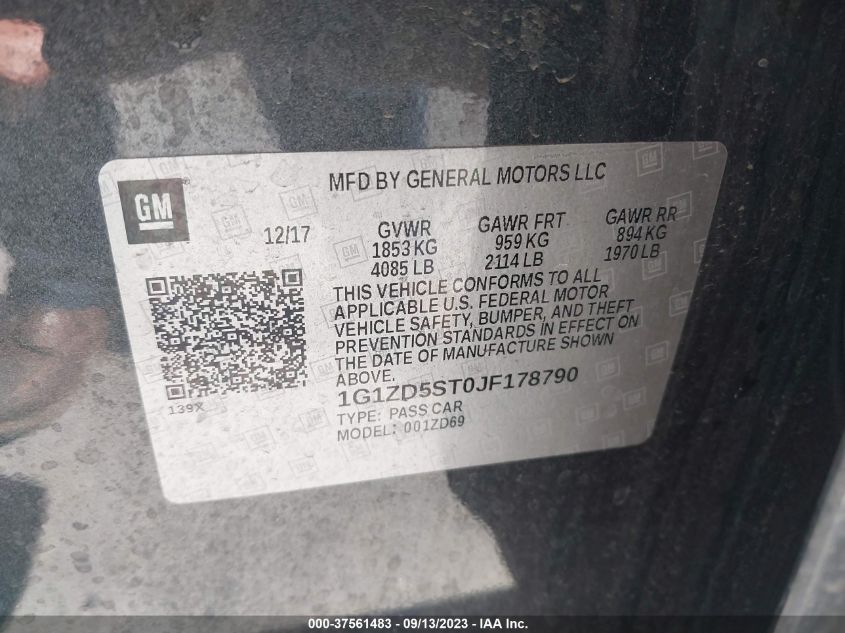 MFD BY GENERAL MOTORS LLC
GM
12/17
GVWR
1853 KG
4085 LB
GAWR FRT
959 KG
2114 LB
GAWR RR
894 KG
1970 LB
THIS VEHICLE CONFORMS TO ALL
APPLICABLE U.S. FEDERAL MOTOR
VEHICLE SAFETY, BUMPER, AND THEFT
PREVENTION STANDARDS IN EFFECT ON
THE DATE OF MANUFACTURE SHOWN
ABOVE.
139X
1G1ZD5ST0JF178790
TYPE: PASS CAR
MODEL: 001ZD69
000-37561483 - 09/13/2023 - IAA Inc.